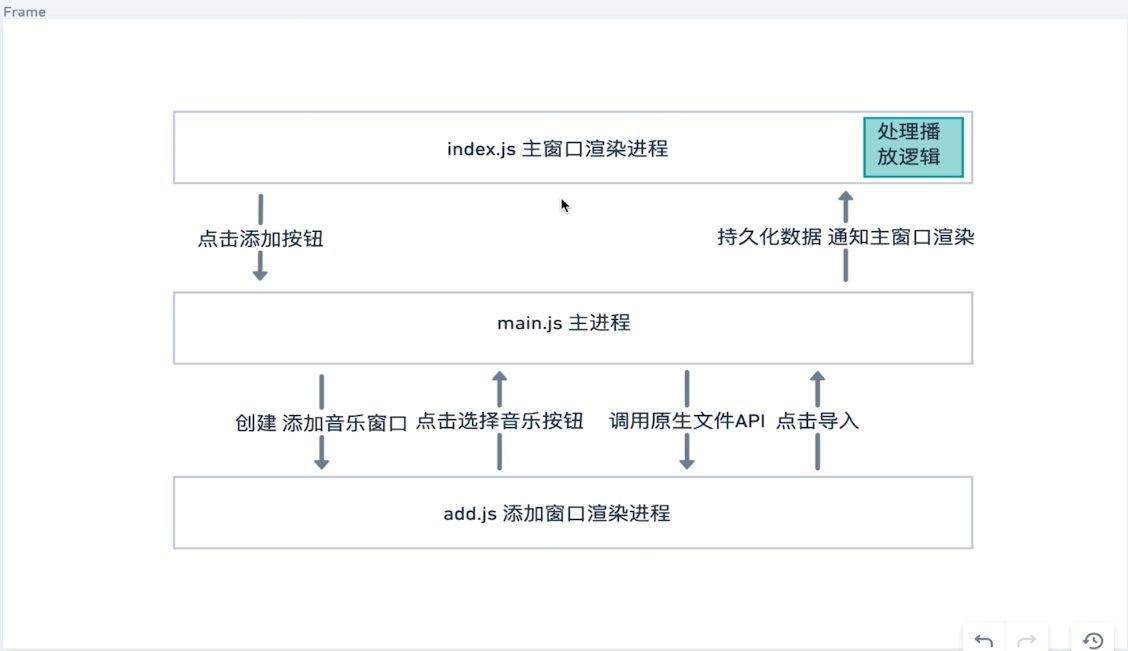 Frame
index.js 主窗口渲染进程
处理播
放逻辑
点击添加按钮
持久化数据 通知主窗口渲染
main.js 主进程
创建 添加音乐窗口
点击选择音乐按钮
调用原生文件API
点击导入
add.js 添加窗口渲染进程